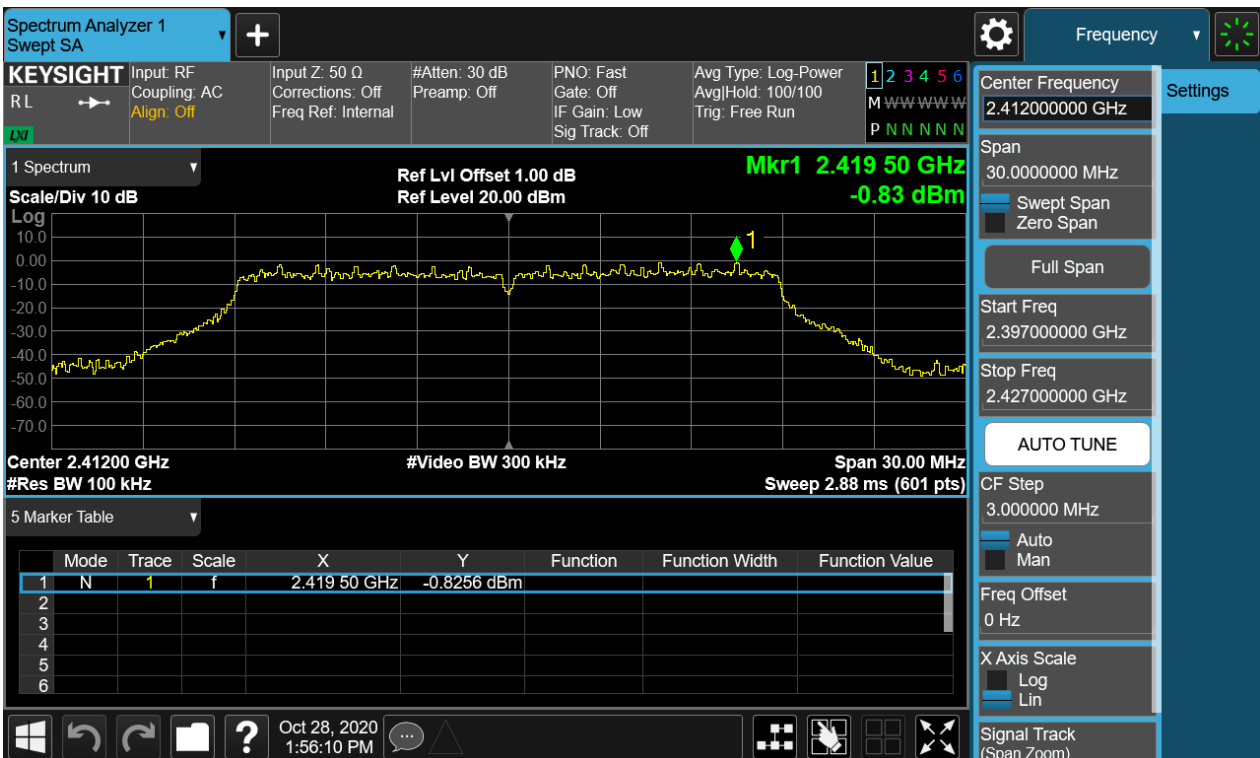 Spectrum Analyzer 1
Swept SA
Frequency
KEYSIGHT
R L
LXI
Input: RF
Coupling: AC
Align: Off
Input Z: 50 Ω
Corrections: Off
Freq Ref: Internal
#Atten: 30 dB
Preamp: Off
PNO: Fast
Gate: Off
IF Gain: Low
Sig Track: Off
Avg Type: Log-Power
Avg|Hold: 100/100
Trig: Free Run
1 2 3 4 5 6
M W W W W W
P N N N N N
1 Spectrum
Scale/Div 10 dB
Ref Lvl Offset 1.00 dB
Ref Level 20.00 dBm
Mkr1 2.419 50 GHz
-0.83 dBm
Log
10.0
0.00
-10.0
-20.0
-30.0
-40.0
-50.0
-60.0
-70.0
1
Center 2.41200 GHz
#Video BW 300 kHz
Span 30.00 MHz
#Res BW 100 kHz
Sweep 2.88 ms (601 pts)
5 Marker Table
Mode Trace Scale X Y Function Function Width Function Value
1 N 1 f 2.419 50 GHz -0.8256 dBm
2
3
4
5
6
Oct 28, 2020
1:56:10 PM
Settings
Center Frequency
2.412000000 GHz
Span
30.0000000 MHz
Swept Span
Zero Span
Full Span
Start Freq
2.397000000 GHz
Stop Freq
2.427000000 GHz
AUTO TUNE
CF Step
3.000000 MHz
Auto
Man
Freq Offset
0 Hz
X Axis Scale
Log
Lin
Signal Track
(Span Zoom)